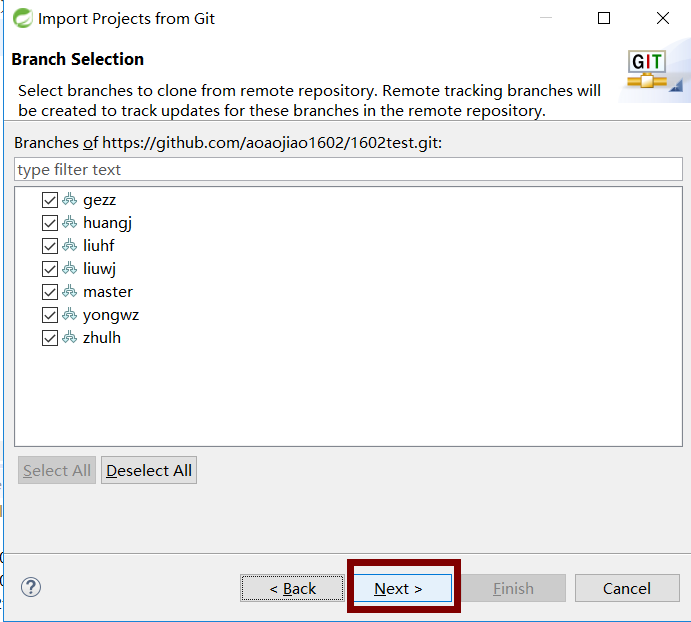 Import Projects from Git
Branch Selection
GIT
Select branches to clone from remote repository. Remote tracking branches will
be created to track updates for these branches in the remote repository.
Branches of https://github.com/aoaojiao1602/1602test.git:
type filter text
gezz
huangj
liuhf
liuwj
master
yongwz
zhulh
Select All
Deselect All
?
< Back
Next >
Finish
Cancel